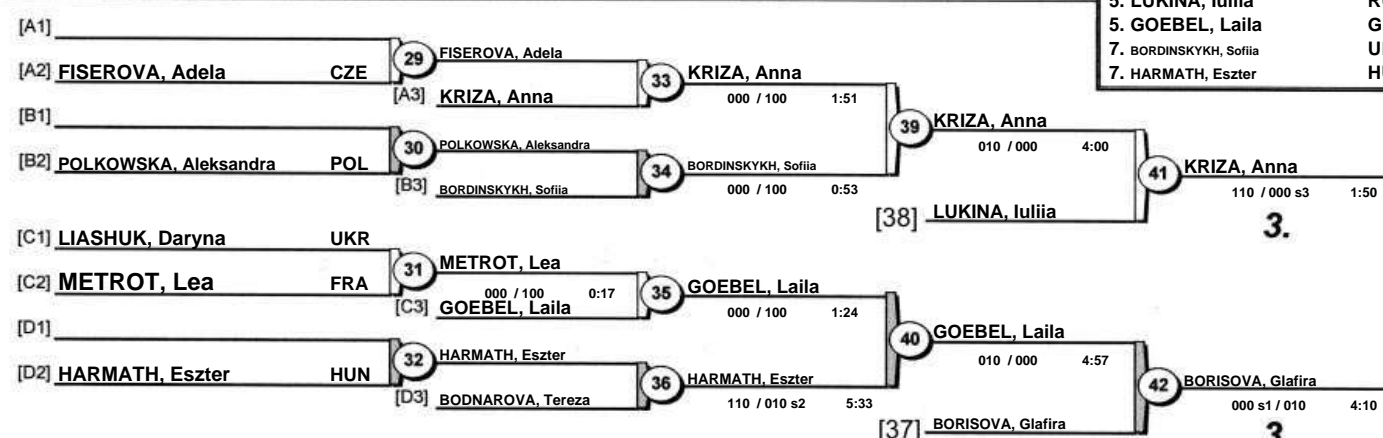 5. LUKINA, Iuliia
5. GOEBEL, Laila G
7. BORDINSKYKH, Sofiia
7. HARMATH, Eszter
[A1]
[A2] FISEROVA, Adela CZE
29 FISEROVA, Adela
[A3] KRIZA, Anna
33 KRIZA, Anna
000 / 100 1:51
[B1]
[B2] POLKOWSKA, Aleksandra POL
30 POLKOWSKA, Aleksandra
[B3] BORDINSKYKH, Sofiia
34 BORDINSKYKH, Sofiia
000 / 100 0:53
39 KRIZA, Anna
010 / 000 4:00
[38] LUKINA, Iuliia
41 KRIZA, Anna
110 / 000 s3 1:50
3.
[C1] LIASHUK, Daryna UKR
[C2] METROT, Lea FRA
31 METROT, Lea
000 / 100 0:17
[C3] GOEBEL, Laila
35 GOEBEL, Laila
000 / 100 1:24
[D1]
[D2] HARMATH, Eszter HUN
32 HARMATH, Eszter
[D3] BODNAROVA, Tereza
36 HARMATH, Eszter
110 / 010 s2 5:33
40 GOEBEL, Laila
010 / 000 4:57
[37] BORISOVA, Glafira
42 BORISOVA, Glafira
000 s1 / 010 4:10
3